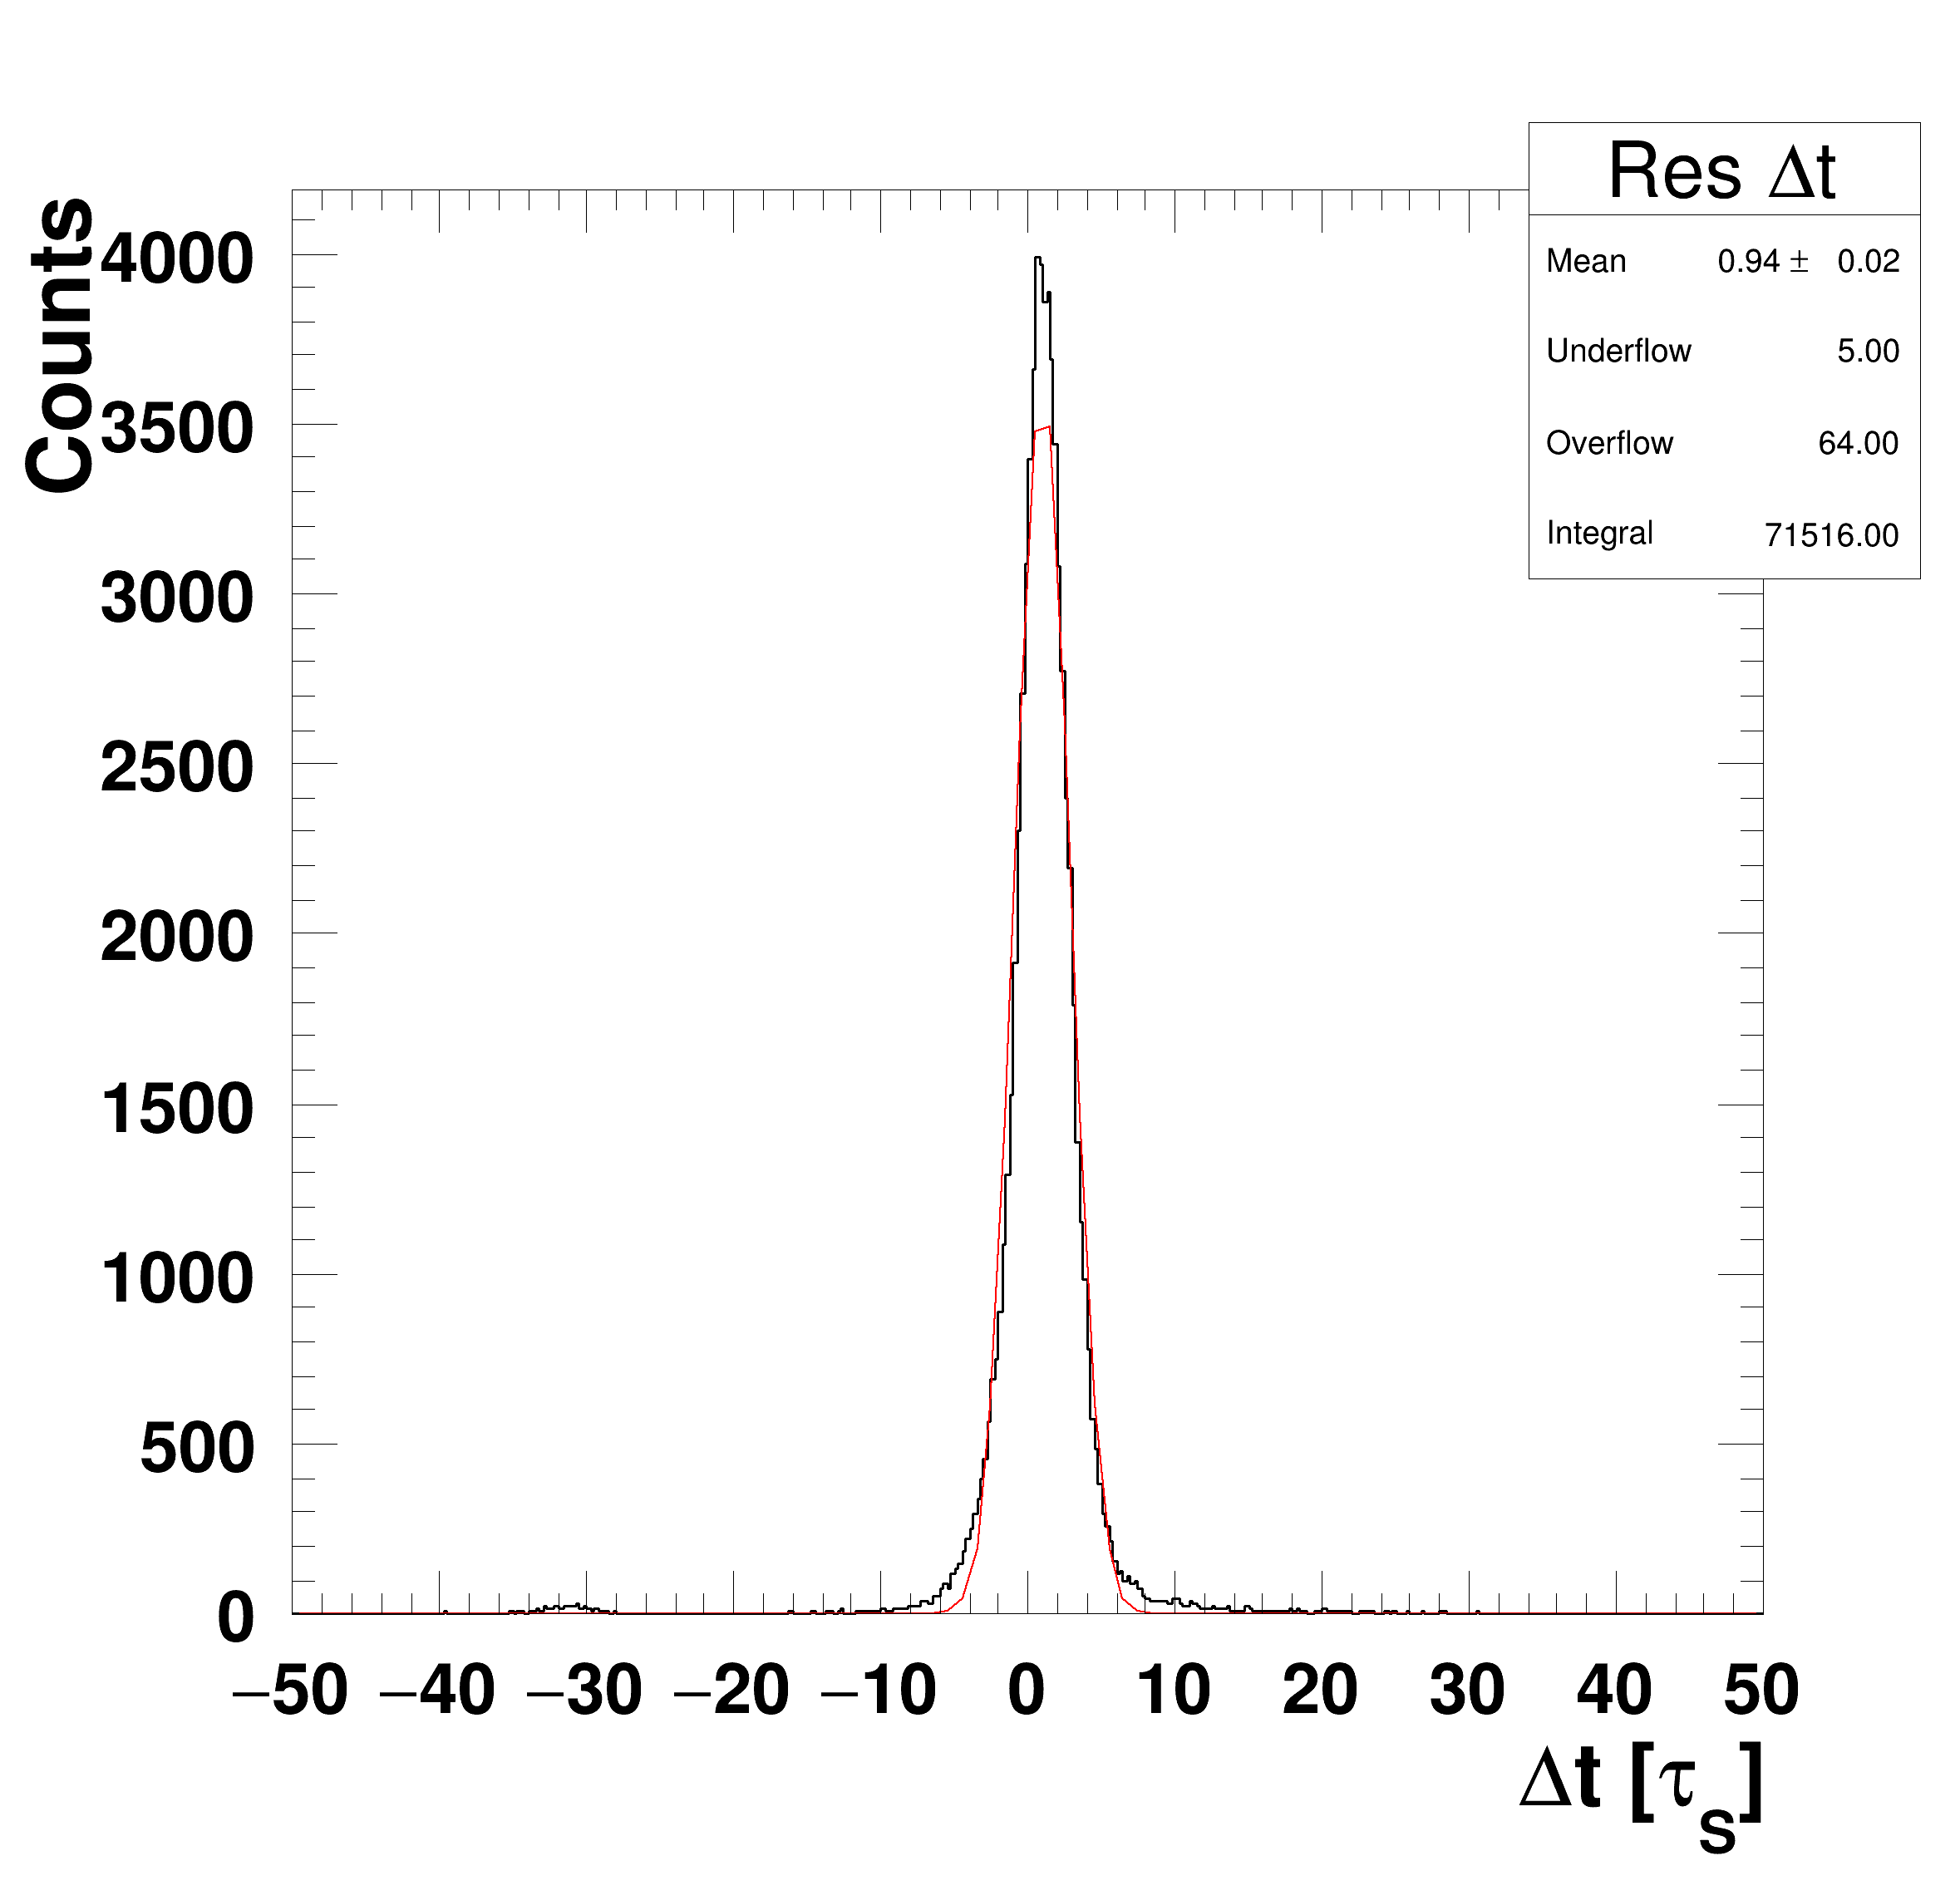 Res Δt
Mean 0.94 ± 0.02
Underflow 5.00
Overflow 64.00
Integral 71516.00
Counts
4000
3500
3000
2500
2000
1500
1000
500
0
−50 −40 −30 −20 −10 0 10 20 30 40 50
Δt [τS]